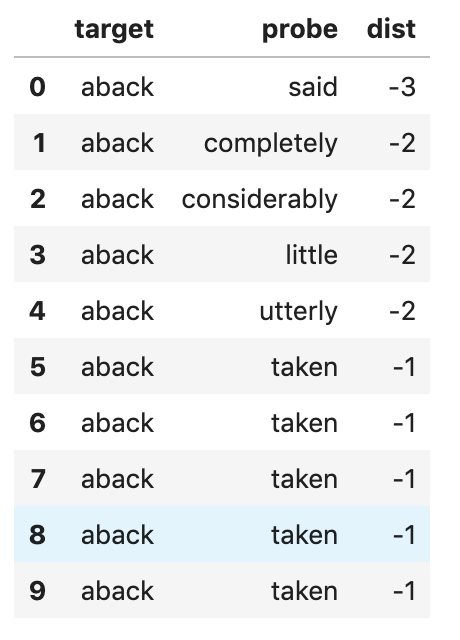 target probe dist
0 aback said -3
1 aback completely -2
2 aback considerably -2
3 aback little -2
4 aback utterly -2
5 aback taken -1
6 aback taken -1
7 aback taken -1
8 aback taken -1
9 aback taken -1